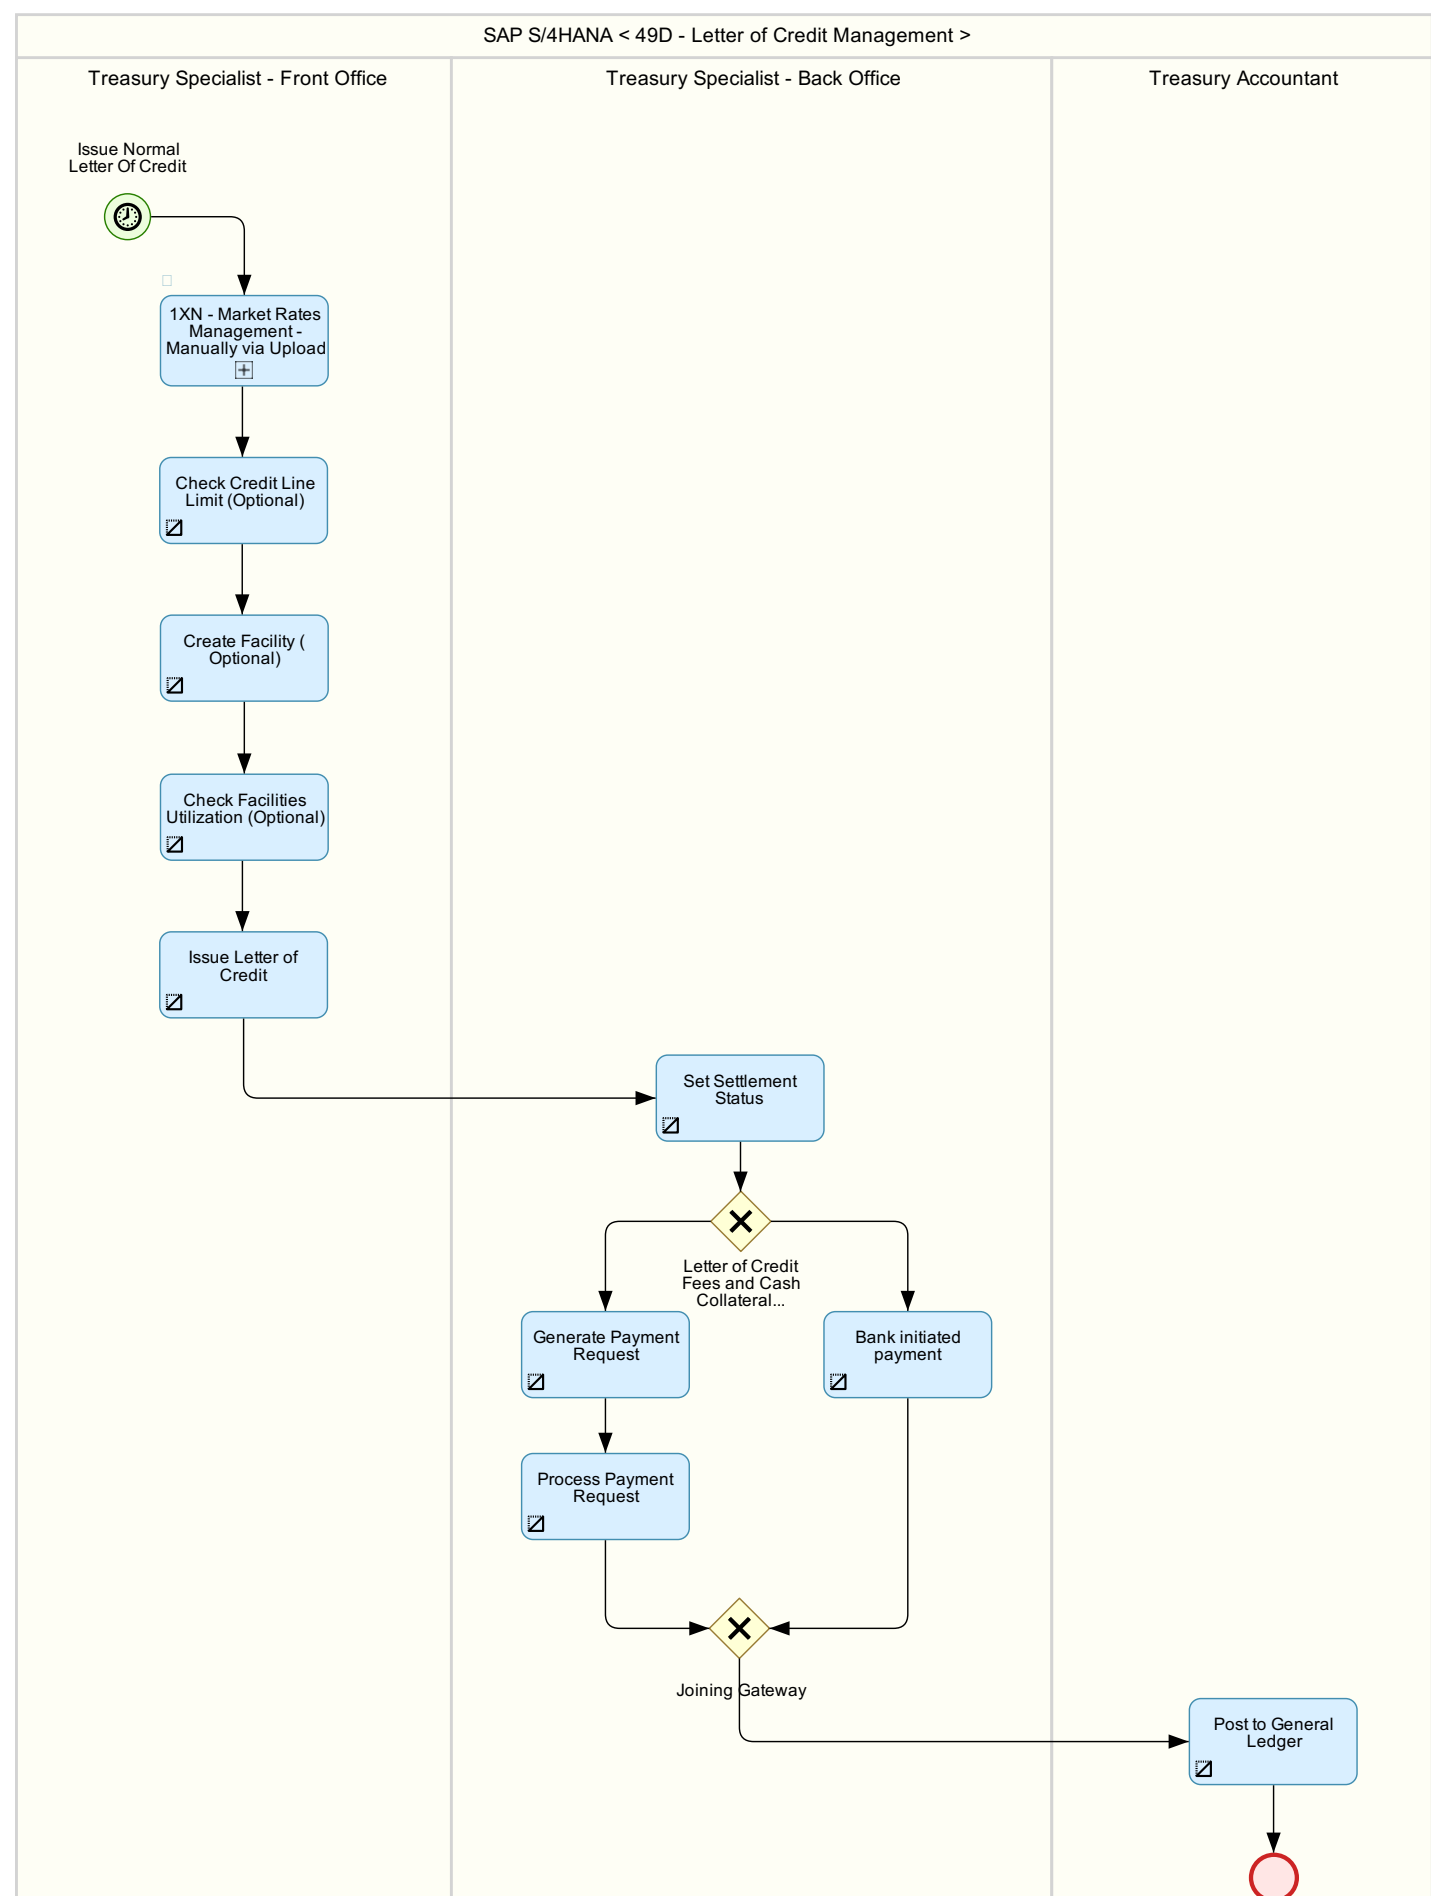 SAP S/4HANA < 49D - Letter of Credit Management >
Treasury Specialist - Front Office
Treasury Specialist - Back Office
Treasury Accountant
Issue Normal
Letter Of Credit
1XN - Market Rates
Management -
Manually via Upload
Check Credit Line
Limit (Optional)
Create Facility (
Optional)
Check Facilities
Utilization (Optional)
Issue Letter of
Credit
Set Settlement
Status
Letter of Credit
Fees and Cash
Collateral...
Generate Payment
Request
Bank initiated
payment
Process Payment
Request
Joining Gateway
Post to General
Ledger